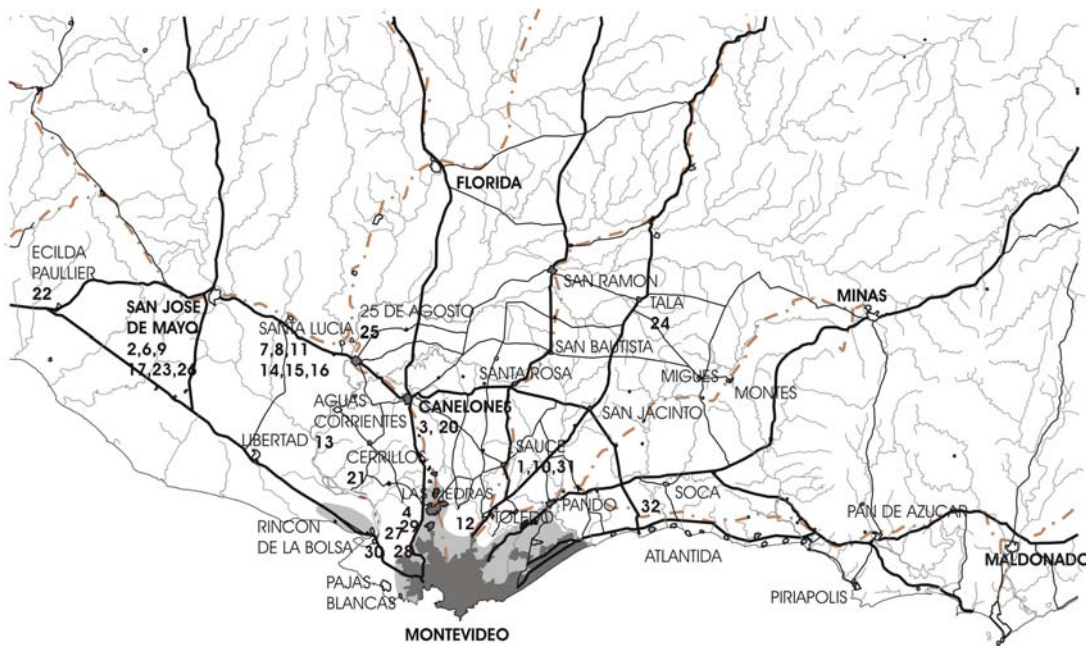 FLORIDA
ECILDA
PAULLIER
22
SAN JOSE
DE MAYO
2,6,9
17,23,26
SANTA LUCIA
7,8,11
14,15,16
25 DE AGOSTO
25
SAN RAMON
TALA
24
MINAS
SAN BAUTISTA
SANTA ROSA
MIGUES
MONTES
AGUAS
CORRIENTES
13
CANELONES
3, 20
SAN JACINTO
LIBERTAD
CERRILLOS
21
SAUCE
1,10,31
LAS PIEDRAS
4
29
12
TOLEDO
PANDO
SOCA
32
PAN DE AZUCAR
RINCON
DE LA BOLSA
27
30
28
ATLANTIDA
MALDONADO
PAJAS
BLANCAS
PIRIAPOLIS
MONTEVIDEO